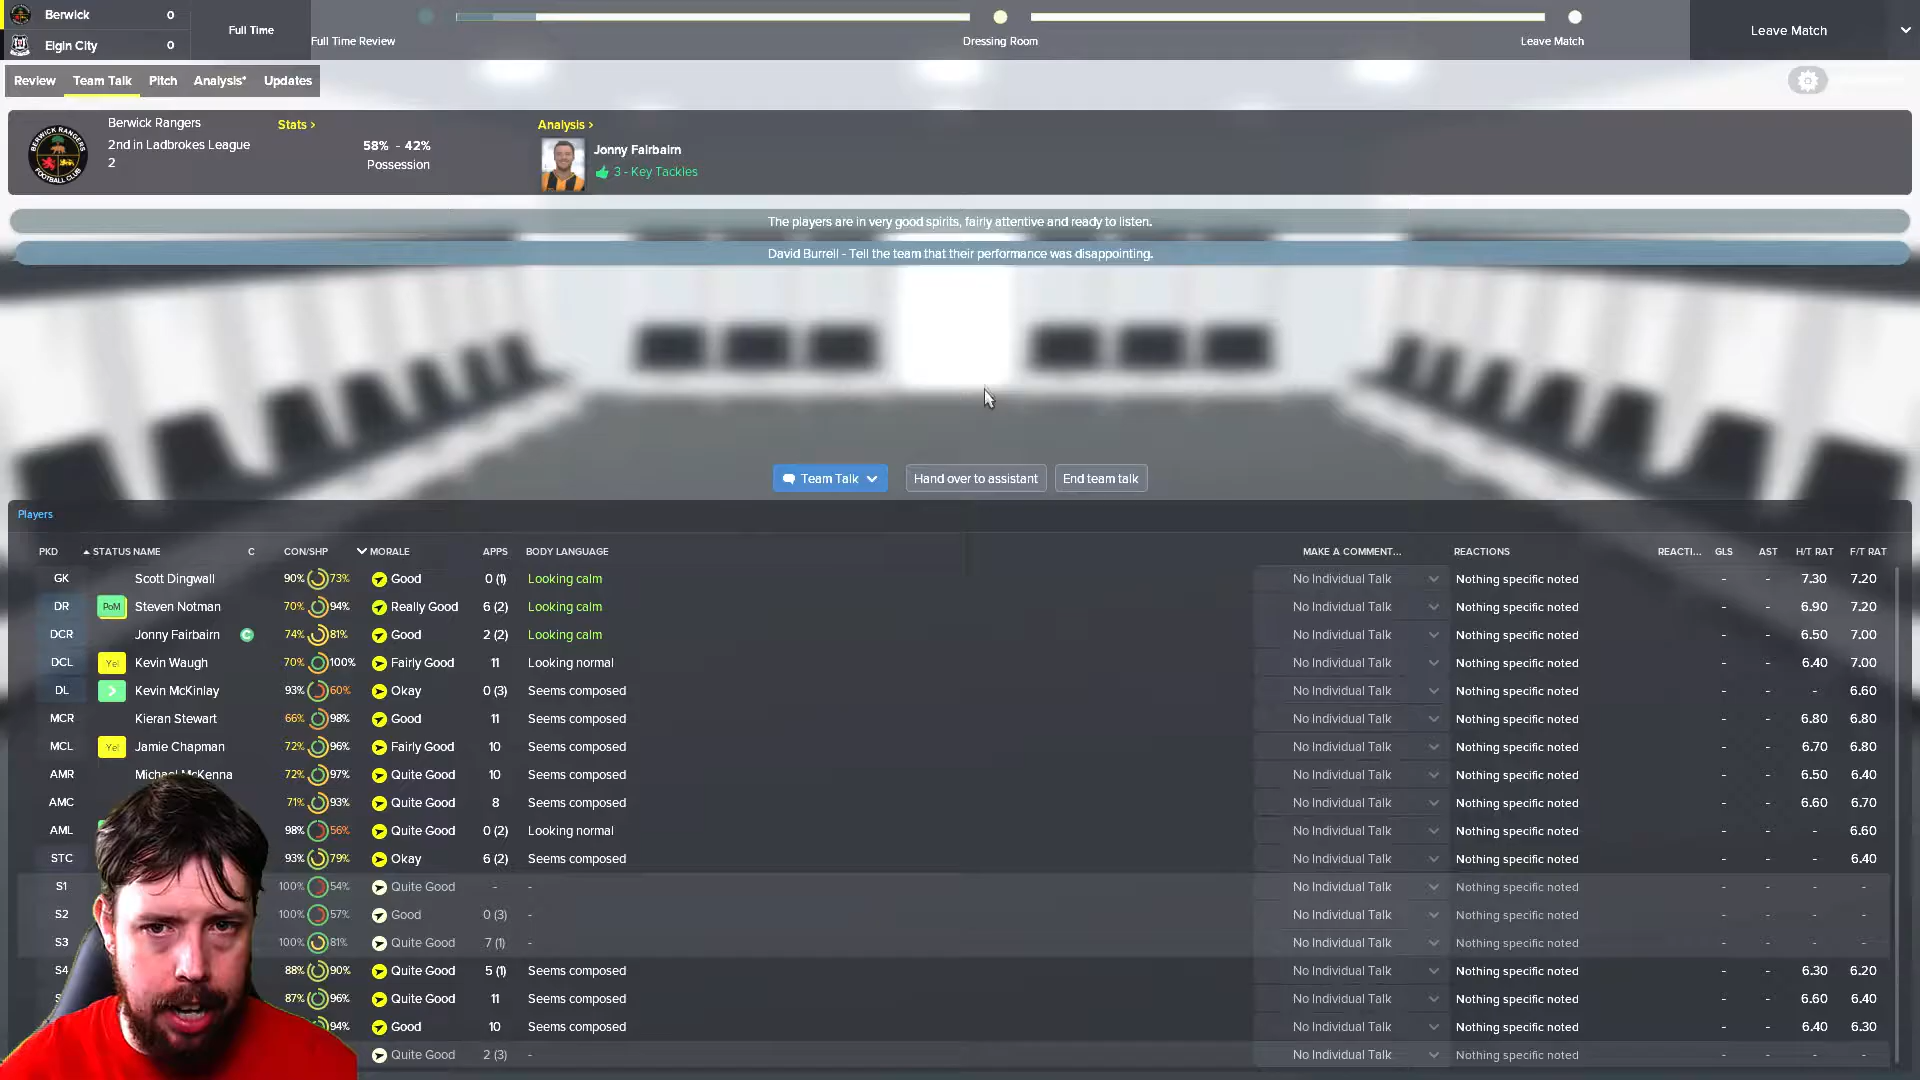 Berwick 0
Elgin City 0
Full Time
Full Time Review
Dressing Room
Leave Match
Leave Match
Review Team Talk Pitch Analysis* Updates
BERWICK RANGERS
FOOTBALL CLUB
Berwick Rangers
2nd in Ladbrokes League
2
Stats >
58% - 42%
Possession
Analysis >
Jonny Fairbairn
3 - Key Tackles
The players are in very good spirits, fairly attentive and ready to listen.
David Burrell - Tell the team that their performance was disappointing.
Team Talk Hand over to assistant End team talk
Players
PKD STATUS NAME C CON/SHP MORALE APPS BODY LANGUAGE MAKE A COMMENT... REACTIONS REACTI... GLS AST H/T RAT F/T RAT
GK Scott Dingwall 90% 73% Good 0 (1) Looking calm No Individual Talk Nothing specific noted - - 7.30 7.20
DR PoM Steven Notman 70% 94% Really Good 6 (2) Looking calm No Individual Talk Nothing specific noted - - 6.90 7.20
DCR Jonny Fairbairn C 74% 81% Good 2 (2) Looking calm No Individual Talk Nothing specific noted - - 6.50 7.00
DCL Yel Kevin Waugh 70% 100% Fairly Good 11 Looking normal No Individual Talk Nothing specific noted - - 6.40 7.00
DL Kevin McKinlay 93% 60% Okay 0 (3) Seems composed No Individual Talk Nothing specific noted - - - 6.60
MCR Kieran Stewart 66% 98% Good 11 Seems composed No Individual Talk Nothing specific noted - - 6.80 6.80
MCL Yel Jamie Chapman 72% 96% Fairly Good 10 Seems composed No Individual Talk Nothing specific noted - - 6.70 6.80
AMR Michael McKenna 72% 97% Quite Good 10 Seems composed No Individual Talk Nothing specific noted - - 6.50 6.40
AMC 71% 93% Quite Good 8 Seems composed No Individual Talk Nothing specific noted - - 6.60 6.70
AML 98% 56% Quite Good 0 (2) Looking normal No Individual Talk Nothing specific noted - - - 6.60
STC 93% 79% Okay 6 (2) Seems composed No Individual Talk Nothing specific noted - - - 6.40
S1 100% 54% Quite Good - - No Individual Talk Nothing specific noted - - - -
S2 100% 57% Good 0 (3) - No Individual Talk Nothing specific noted - - - -
S3 100% 81% Quite Good 7 (1) - No Individual Talk Nothing specific noted - - - -
S4 88% 90% Quite Good 5 (1) Seems composed No Individual Talk Nothing specific noted - - 6.30 6.20
87% 96% Quite Good 11 Seems composed No Individual Talk Nothing specific noted - - 6.60 6.40
94% Good 10 Seems composed No Individual Talk Nothing specific noted - - 6.40 6.30
Quite Good 2 (3) - No Individual Talk Nothing specific noted - - - -